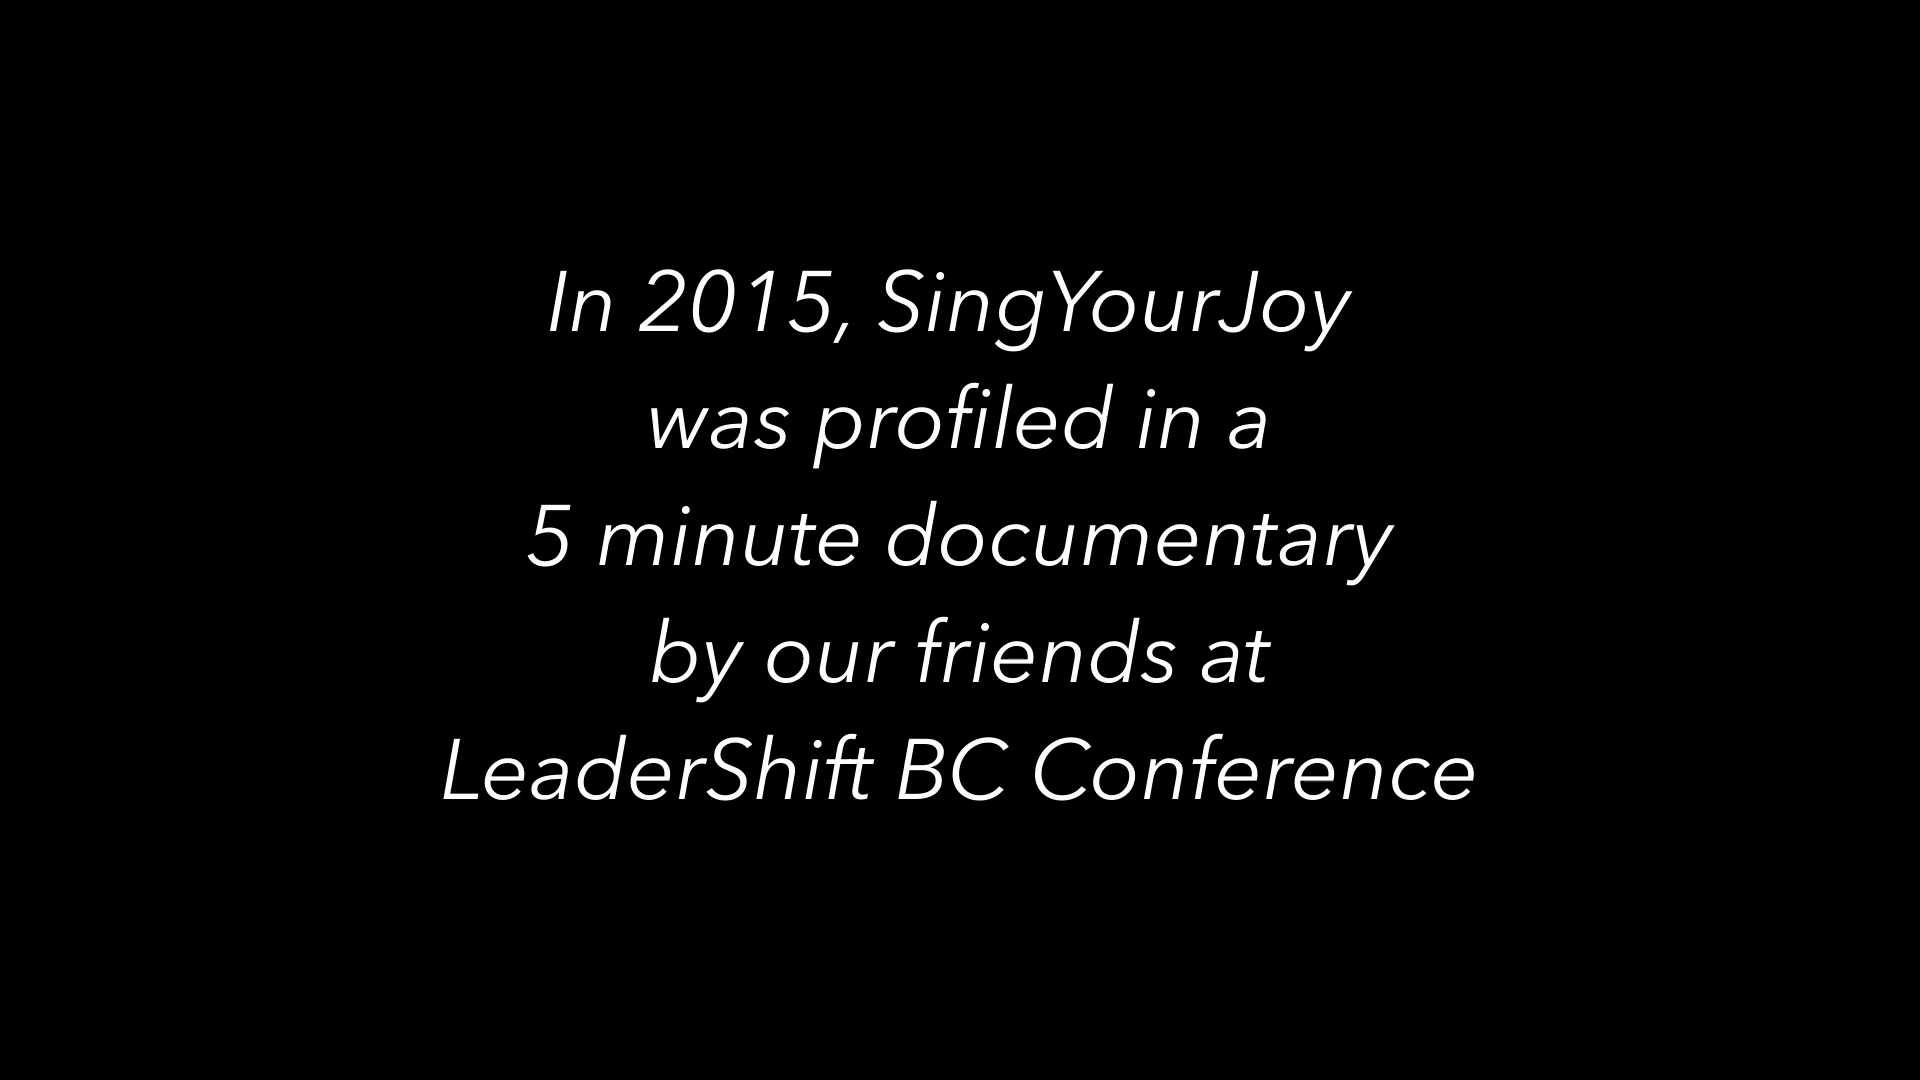 In 2015, SingYourJoy
was profiled in a
5 minute documentary
by our friends at
LeaderShift BC Conference